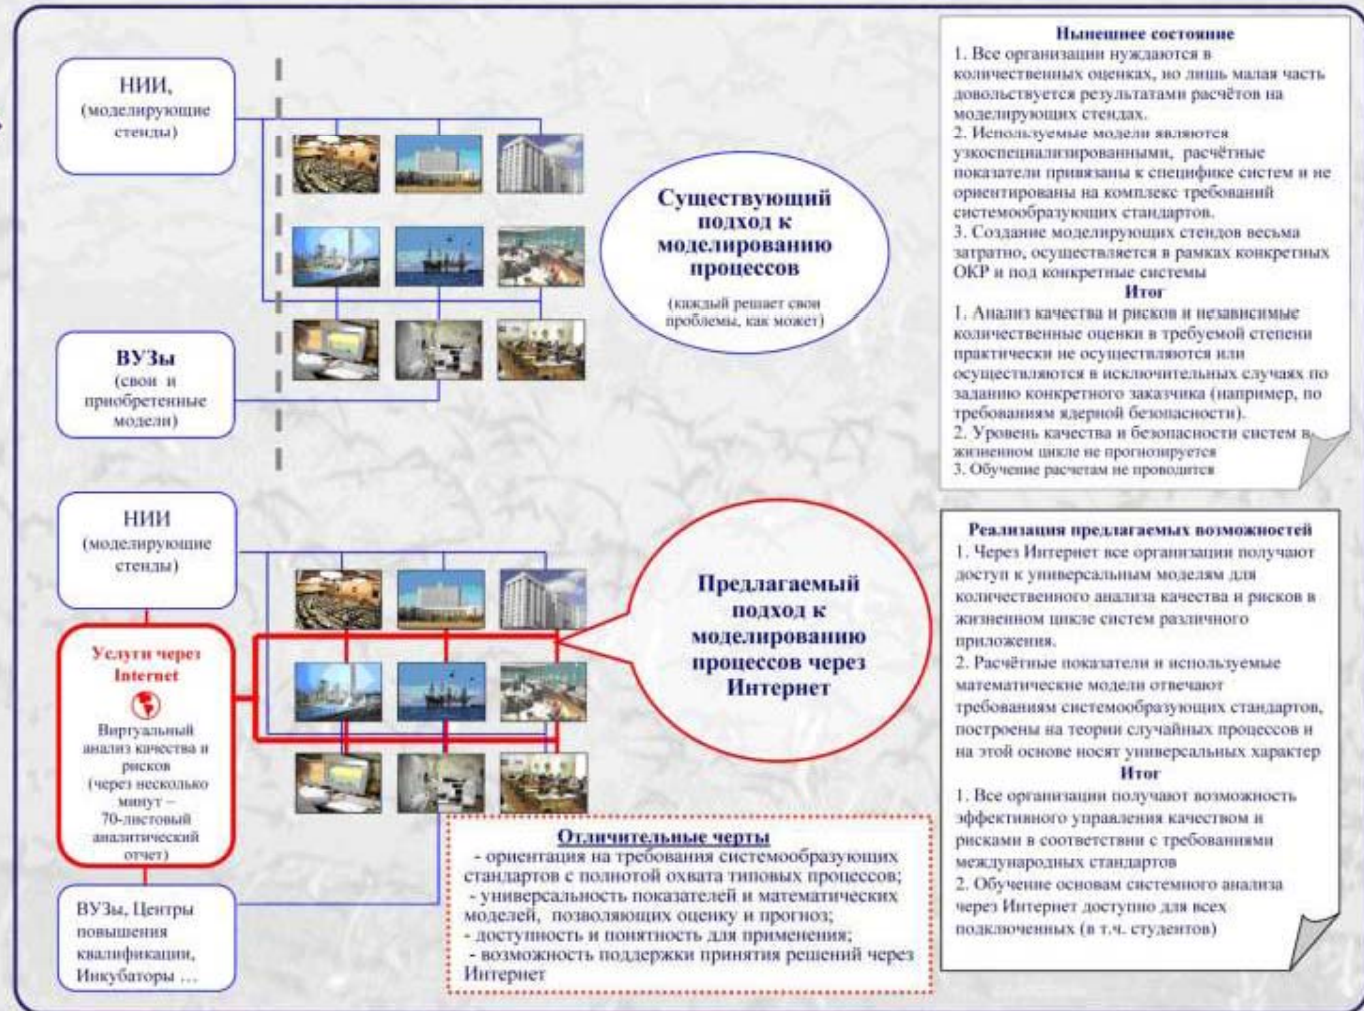 НИИ,
(моделирующие
стенды)
ВУЗы
(свои и
приобретенные
модели)
Существующий
подход к
моделированию
процессов
(каждый решает свои
проблемы, как может)
Нынешнее состояние
1. Все организации нуждаются в
количественных оценках, но лишь малая часть
довольствуется результатами расчётов на
моделирующих стендах.
2. Используемые модели являются
узкоспециализированными, расчётные
показатели привязаны к специфике систем и не
ориентированы на комплекс требований
системообразующих стандартов.
3. Создание моделирующих стендов весьма
затратно, осуществляется в рамках конкретных
ОКР и под конкретные системы
Итог
1. Анализ качества и рисков и независимые
количественные оценки в требуемой степени
практически не осуществляются или
осуществляются в исключительных случаях по
заданию конкретного заказчика (например, по
требованиям ядерной безопасности).
2. Уровень качества и безопасности систем в
жизненном цикле не прогнозируется
3. Обучение расчетам не проводится
НИИ
(моделирующие
стенды)
Услуги через
Internet
Виртуальный
анализ качества и
рисков
(через несколько
минут –
70-листовый
аналитический
отчет)
ВУЗы, Центры
повышения
квалификации,
Инкубаторы …
Предлагаемый
подход к
моделированию
процессов через
Интернет
Отличительные черты
- ориентация на требования системообразующих
стандартов с полнотой охвата типовых процессов;
- универсальность показателей и математических
моделей, позволяющих оценку и прогноз;
- доступность и понятность для применения;
- возможность поддержки принятия решений через
Интернет
Реализация предлагаемых возможностей
1. Через Интернет все организации получают
доступ к универсальным моделям для
количественного анализа качества и рисков в
жизненном цикле систем различного
приложения.
2. Расчётные показатели и используемые
математические модели отвечают
требованиям системообразующих стандартов,
построены на теории случайных процессов и
на этой основе носят универсальных характер
Итог
1. Все организации получают возможность
эффективного управления качеством и
рисками в соответствии с требованиями
международных стандартов
2. Обучение основам системного анализа
через Интернет доступно для всех
подключенных (в т.ч. студентов)